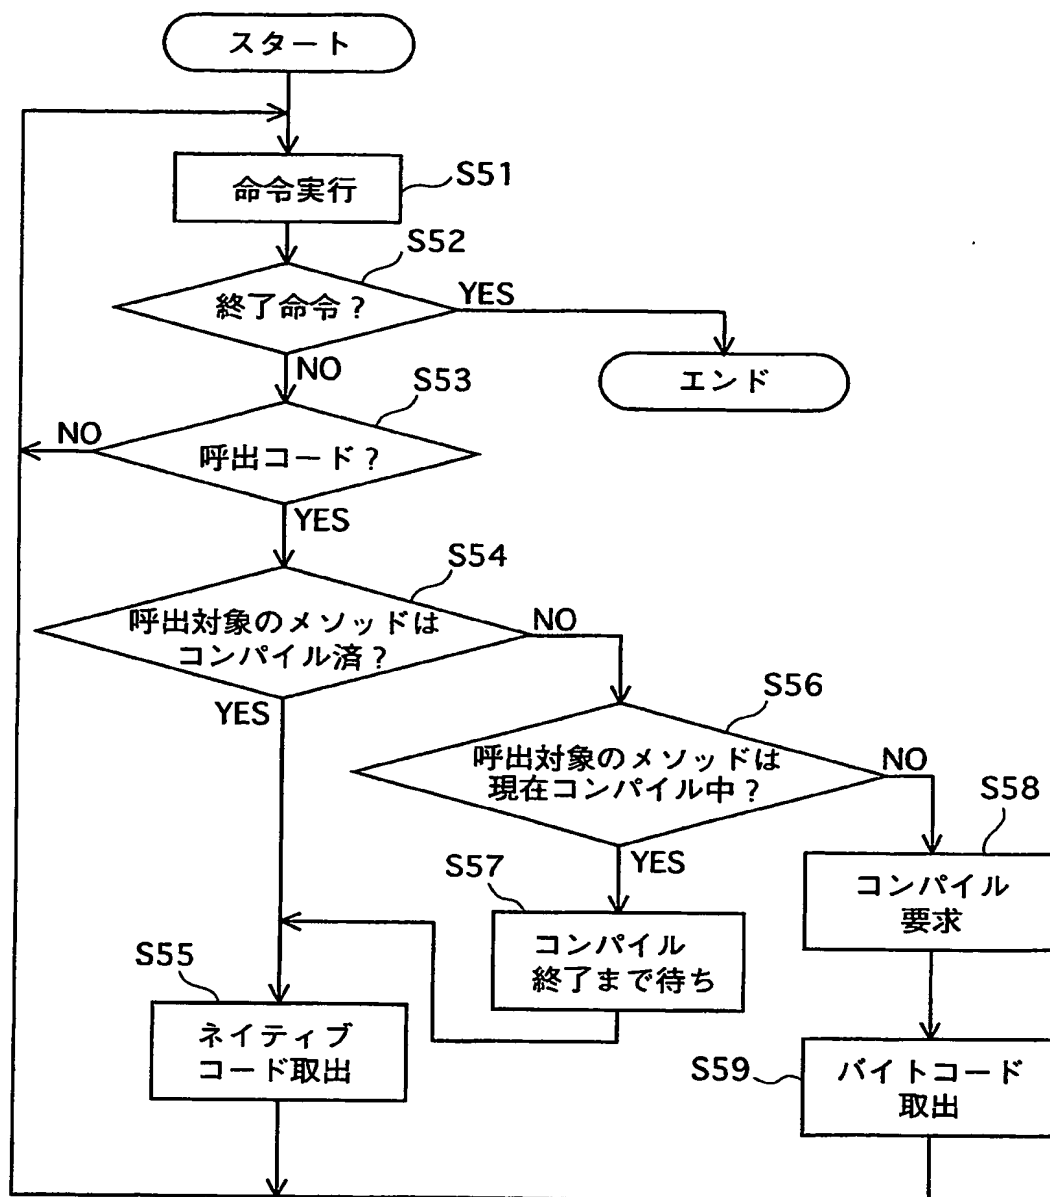 スタート
命令実行
S51
S52
終了命令？
YES
NO
エンド
S53
NO
呼出コード？
YES
S54
呼出対象のメソッドは
コンパイル済？
NO
YES
S56
呼出対象のメソッドは
現在コンパイル中？
NO
YES
S58
コンパイル
要求
S57
コンパイル
終了まで待ち
S55
ネイティブ
コード取出
S59
バイトコード
取出